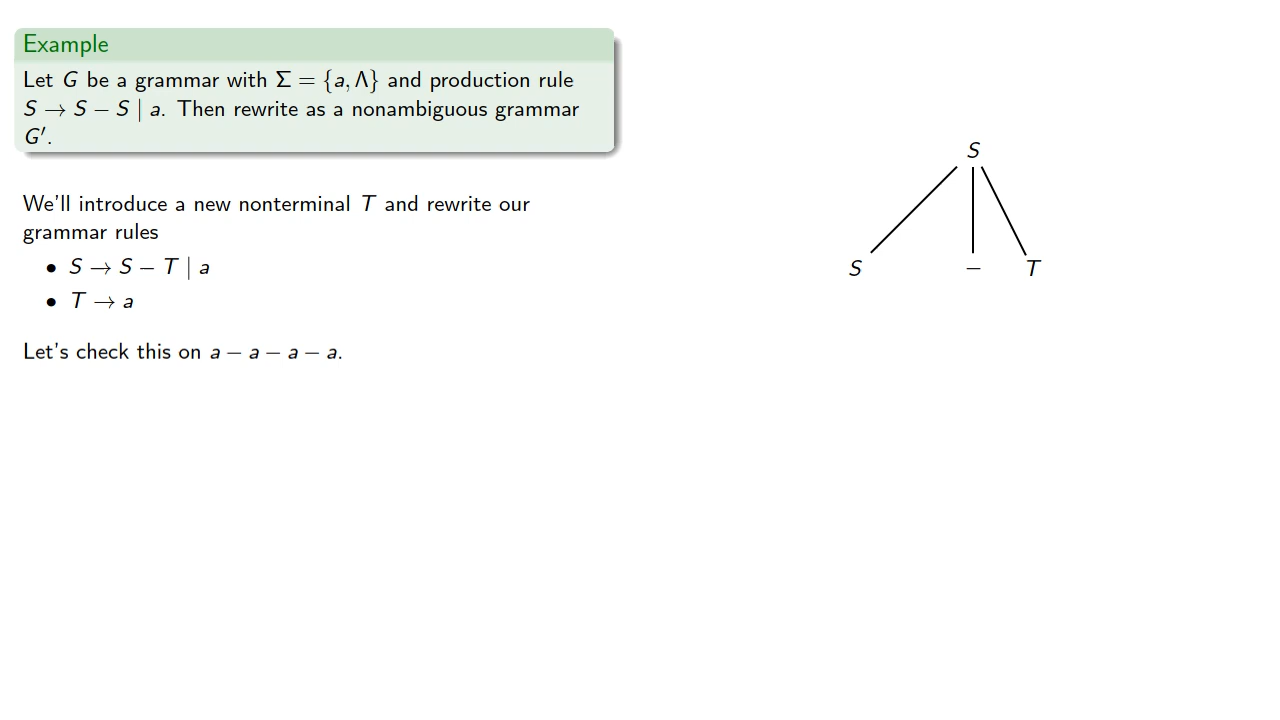 Example
Let G be a grammar with Σ = {a, Λ} and production rule
S → S − S | a. Then rewrite as a nonambiguous grammar
G′.
We'll introduce a new nonterminal T and rewrite our
grammar rules
• S → S − T | a
• T → a
Let's check this on a − a − a − a.
S
S − T